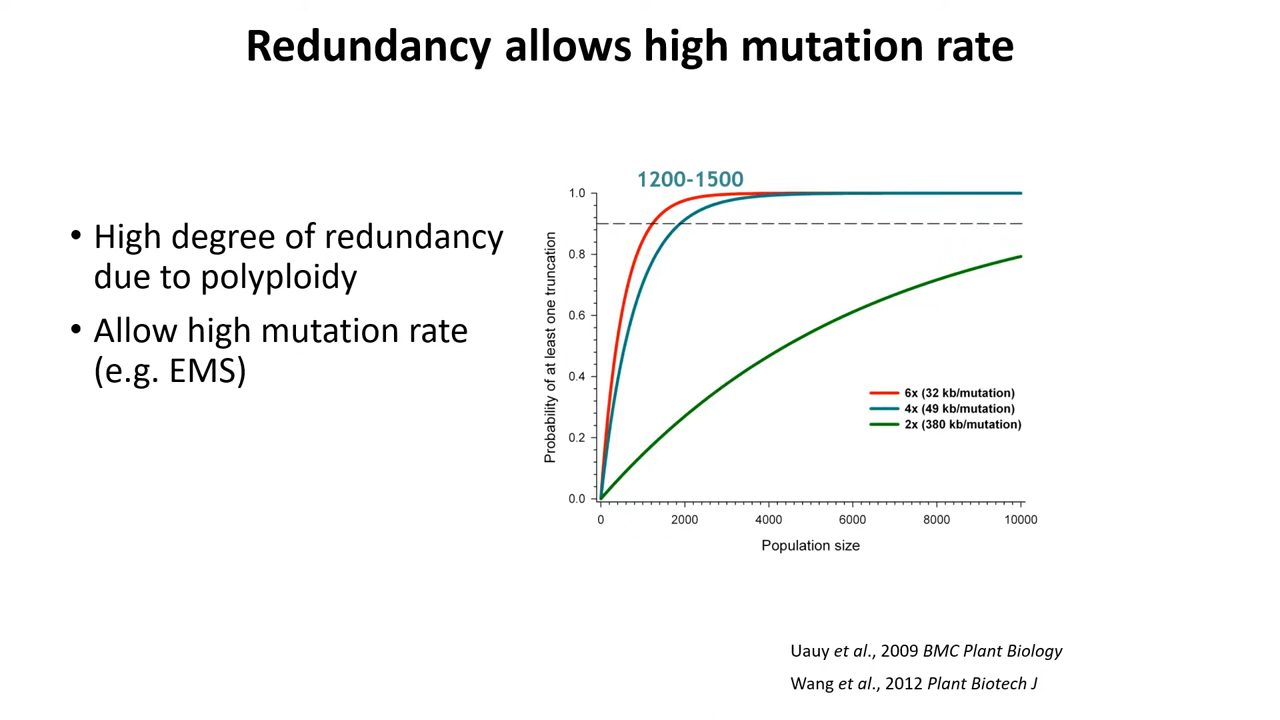 Redundancy allows high mutation rate
• High degree of redundancy
due to polyploidy
• Allow high mutation rate
(e.g. EMS)
1200-1500
Probability of at least one truncation
1.0
0.8
0.6
0.4
0.2
0.0
6x (32 kb/mutation)
4x (49 kb/mutation)
2x (380 kb/mutation)
0 2000 4000 6000 8000 10000
Population size
Uauy et al., 2009 BMC Plant Biology
Wang et al., 2012 Plant Biotech J